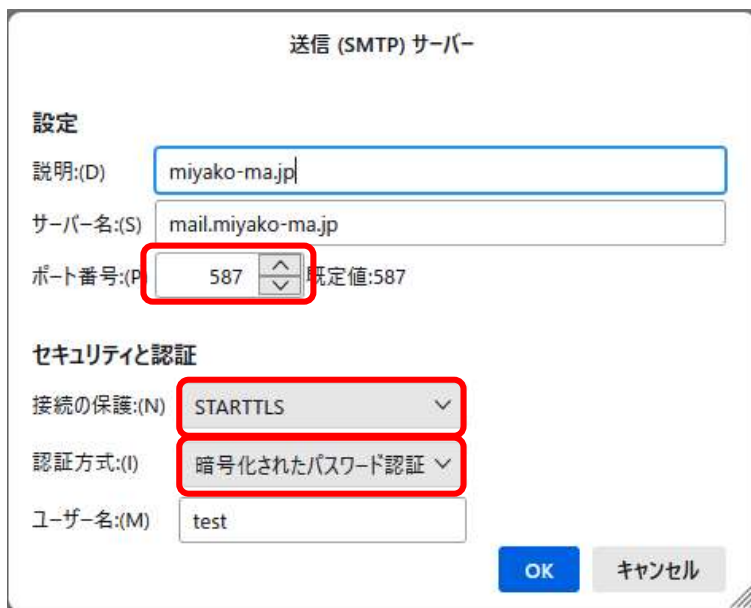 送信 (SMTP) サーバー
設定
説明:(D) miyako-ma.jp
サーバー名:(S) mail.miyako-ma.jp
ポート番号:(P) 587 既定値:587
セキュリティと認証
接続の保護:(N) STARTTLS
認証方式:(I) 暗号化されたパスワード認証
ユーザー名:(M) test
OK キャンセル